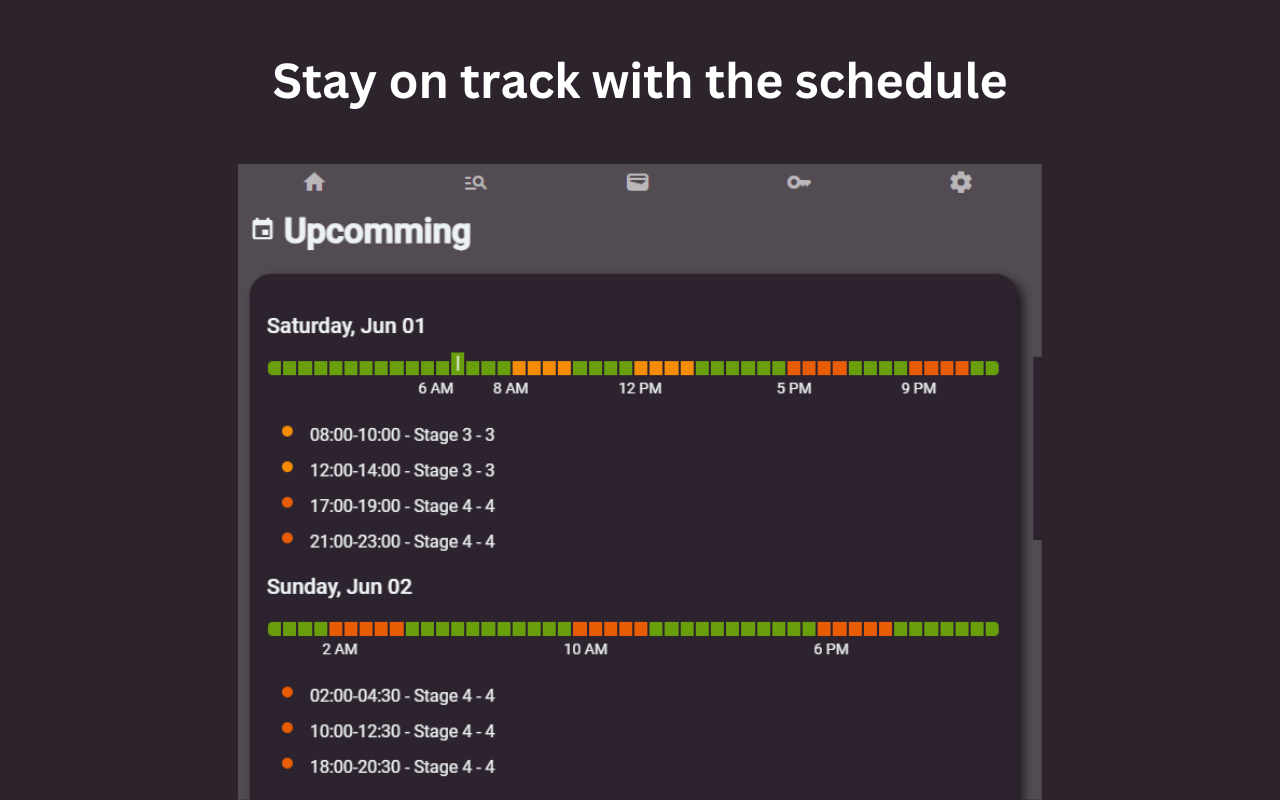 Stay on track with the schedule
Upcomming
Saturday, Jun 01
6 AM 8 AM 12 PM 5 PM 9 PM
08:00-10:00 - Stage 3 - 3
12:00-14:00 - Stage 3 - 3
17:00-19:00 - Stage 4 - 4
21:00-23:00 - Stage 4 - 4
Sunday, Jun 02
2 AM 10 AM 6 PM
02:00-04:30 - Stage 4 - 4
10:00-12:30 - Stage 4 - 4
18:00-20:30 - Stage 4 - 4